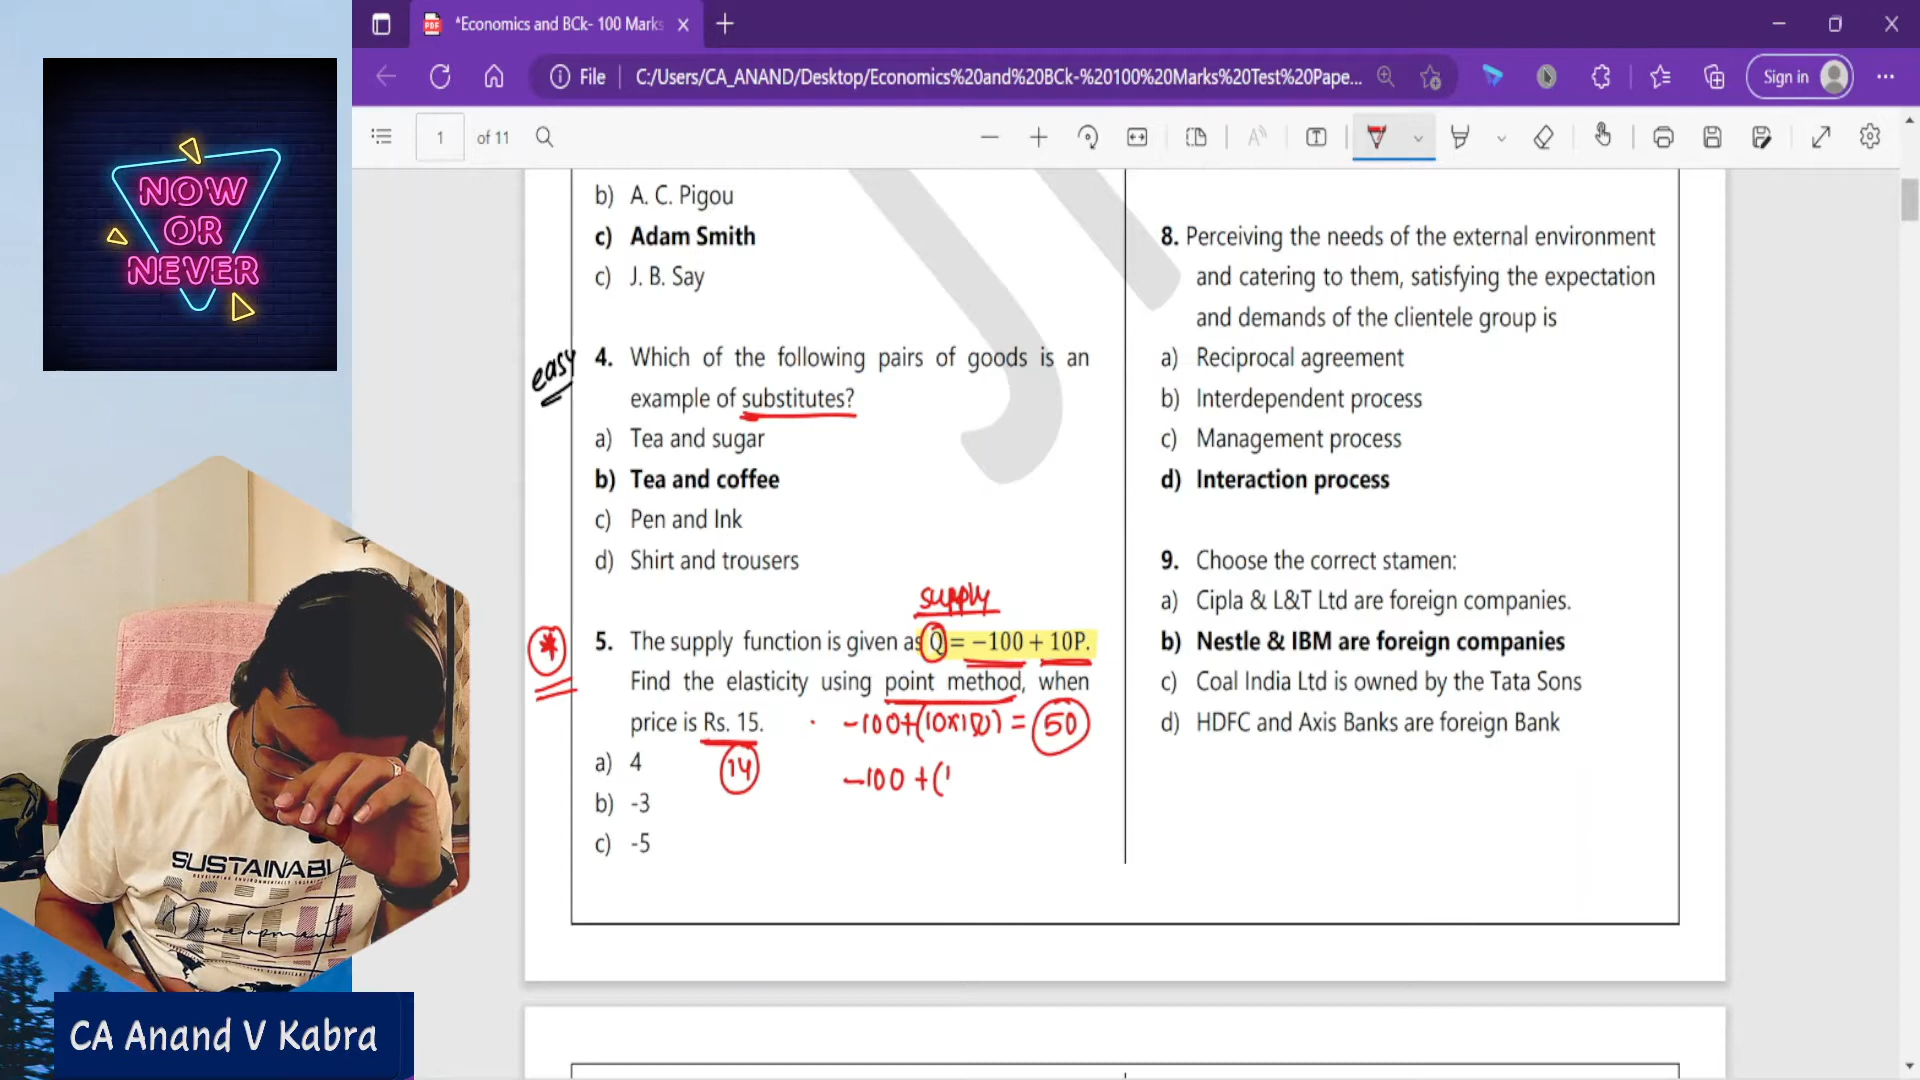 *Economics and BCk- 100 Marks
File
C:/Users/CA_ANAND/Desktop/Economics%20and%20BCk-%20100%20Marks%20Test%20Pape...
Sign in
1 of 11
NOW
OR
NEVER
b) A. C. Pigou
c) Adam Smith
c) J. B. Say
easy
4. Which of the following pairs of goods is an
example of substitutes?
a) Tea and sugar
b) Tea and coffee
c) Pen and Ink
d) Shirt and trousers
supply
5. The supply function is given as Q = −100 + 10P.
Find the elasticity using point method, when
price is Rs. 15.
-100+(10×15) = 50
a) 4
14
-100 + (1
b) -3
c) -5
8. Perceiving the needs of the external environment
and catering to them, satisfying the expectation
and demands of the clientele group is
a) Reciprocal agreement
b) Interdependent process
c) Management process
d) Interaction process
9. Choose the correct stamen:
a) Cipla & L&T Ltd are foreign companies.
b) Nestle & IBM are foreign companies
c) Coal India Ltd is owned by the Tata Sons
d) HDFC and Axis Banks are foreign Bank
SUSTAINABI
Development
CA Anand V Kabra